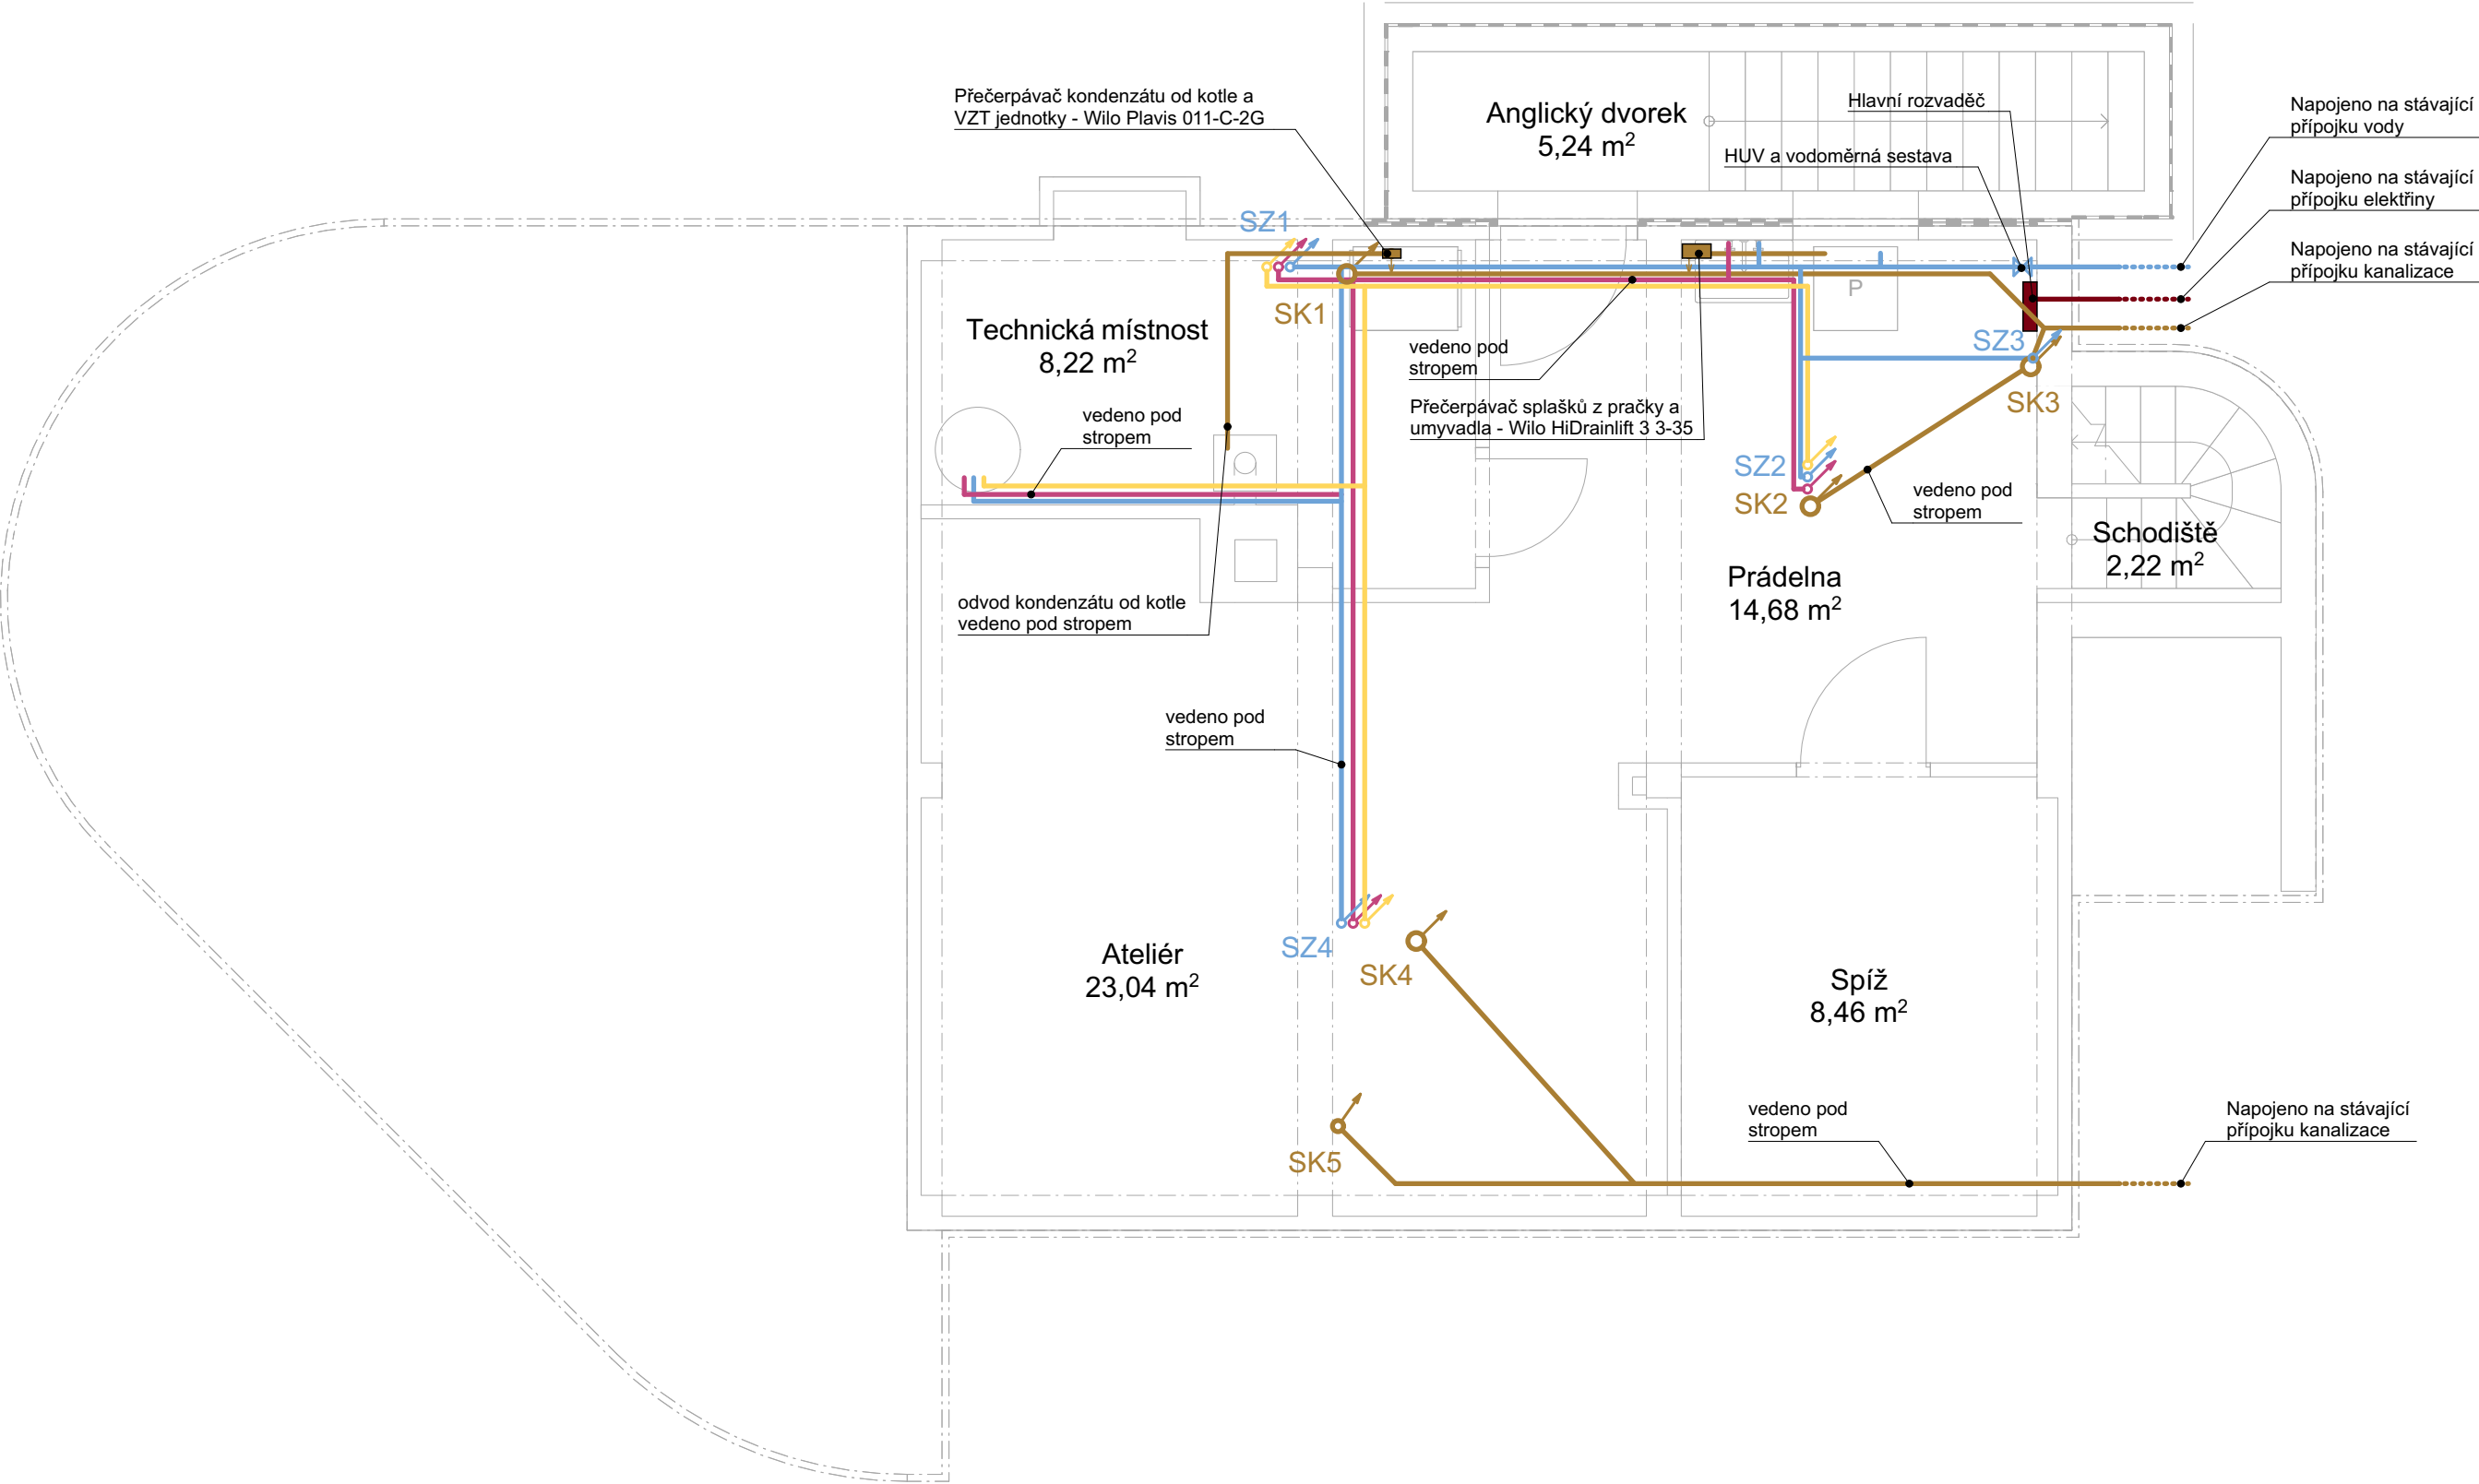 Přečerpávač kondenzátu od kotle a
VZT jednotky - Wilo Plavis 011-C-2G
Anglický dvorek
5,24 m²
Hlavní rozvaděč
HUV a vodoměrná sestava
Napojeno na stávající
přípojku vody
Napojeno na stávající
přípojku elektřiny
Napojeno na stávající
přípojku kanalizace
SZ1
SK1
P
Technická místnost
8,22 m²
vedeno pod
stropem
SZ3
SK3
vedeno pod
stropem
Přečerpávač splašků z pračky a
umyvadla - Wilo HiDrainlift 3 3-35
SZ2
SK2
vedeno pod
stropem
Schodiště
2,22 m²
Prádelna
14,68 m²
odvod kondenzátu od kotle
vedeno pod stropem
vedeno pod
stropem
Ateliér
23,04 m²
SZ4
SK4
Spíž
8,46 m²
SK5
vedeno pod
stropem
Napojeno na stávající
přípojku kanalizace